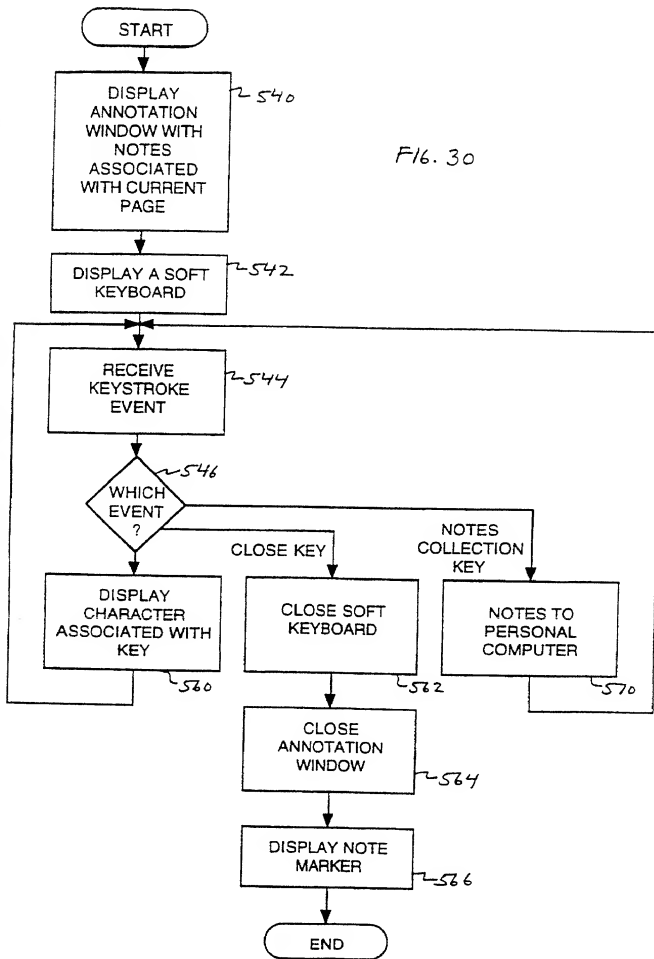 START
DISPLAY
ANNOTATION
WINDOW WITH
NOTES
ASSOCIATED
WITH CURRENT
PAGE
540
FIG. 30
DISPLAY A SOFT
KEYBOARD
542
RECEIVE
KEYSTROKE
EVENT
544
WHICH
EVENT
?
546
CLOSE KEY
NOTES
COLLECTION
KEY
DISPLAY
CHARACTER
ASSOCIATED WITH
KEY
560
CLOSE SOFT
KEYBOARD
562
NOTES TO
PERSONAL
COMPUTER
570
CLOSE
ANNOTATION
WINDOW
564
DISPLAY NOTE
MARKER
566
END